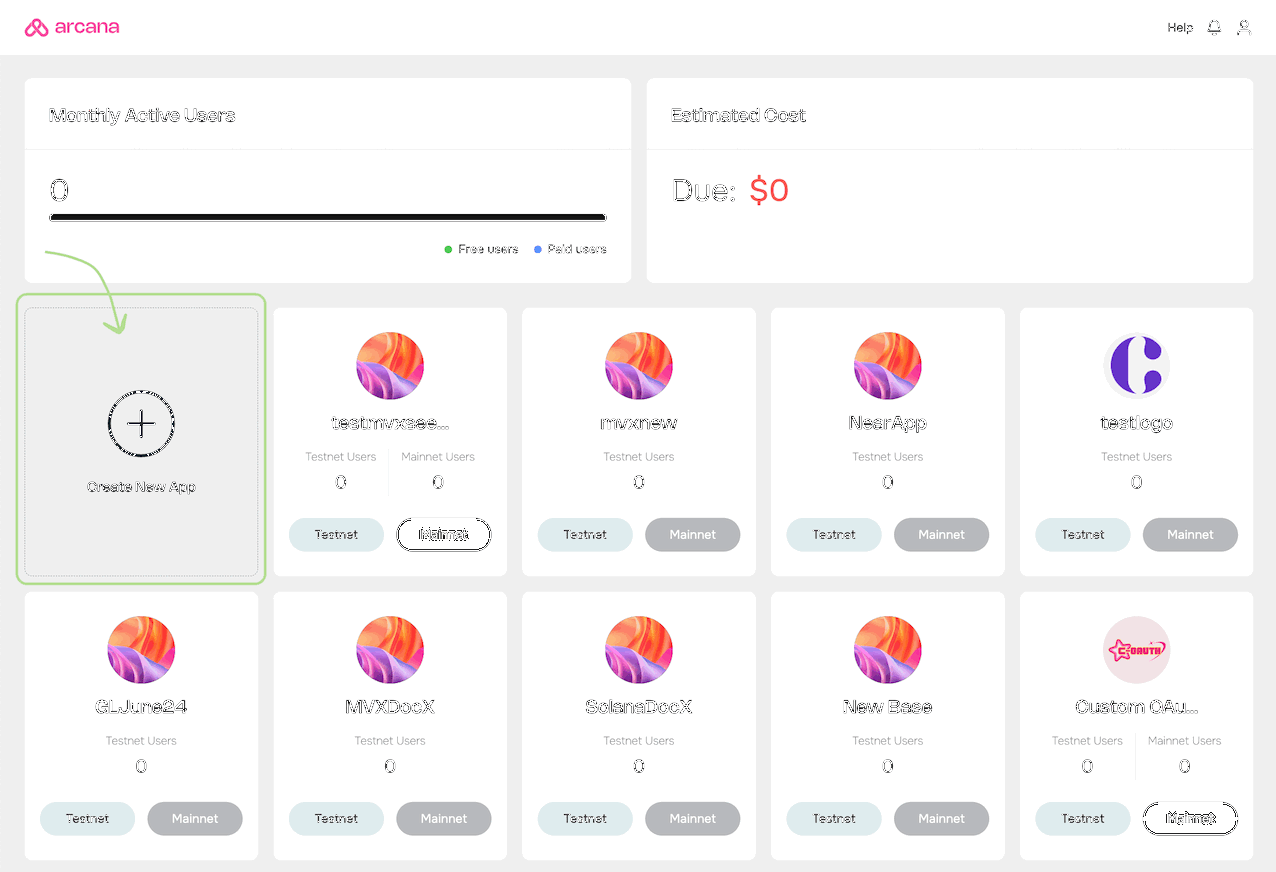 arcana
Help
Monthly Active Users
Estimated Cost
0
Due: $0
Free users Paid users
Create New App
testmvxsee...
Testnet Users Mainnet Users
0 0
Testnet Mainnet
mvxnew
Testnet Users
0
Testnet Mainnet
NearApp
Testnet Users
0
Testnet Mainnet
testlogo
Testnet Users
0
Testnet Mainnet
GLJune24
Testnet Users
0
Testnet Mainnet
MVXDocX
Testnet Users
0
Testnet Mainnet
SolanaDocX
Testnet Users
0
Testnet Mainnet
New Base
Testnet Users
0
Testnet Mainnet
C-OAUTH
Custom OAu...
Testnet Users Mainnet Users
0 0
Testnet Mainnet